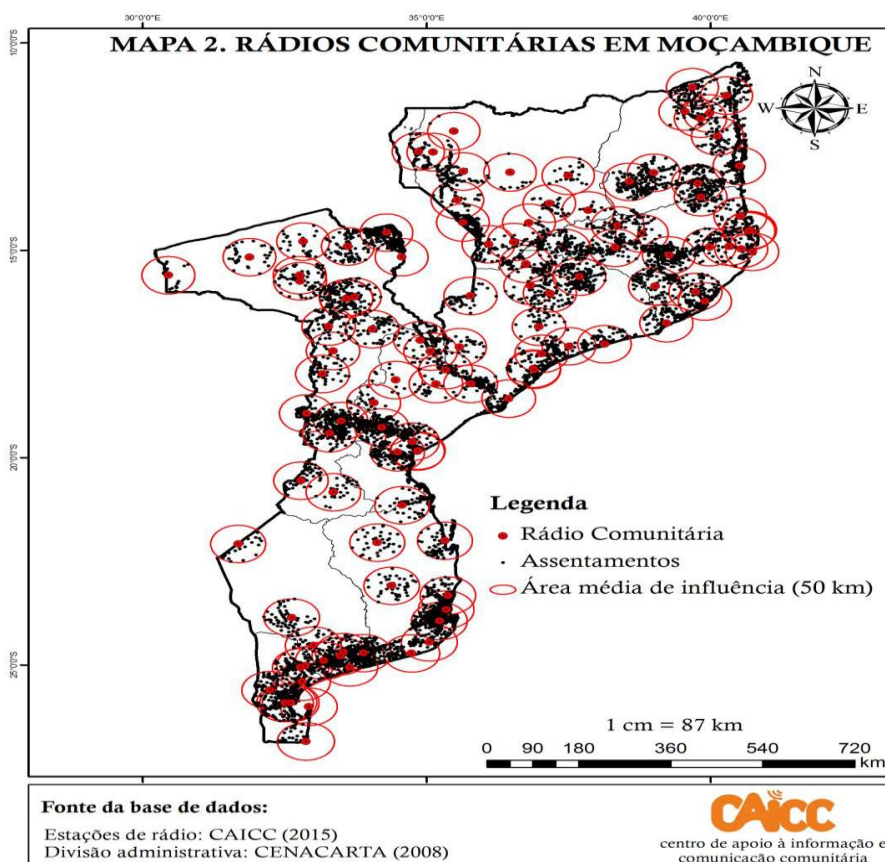 30°0'0"E 35°0'0"E 40°0'0"E
10°0'0"S
MAPA 2. RÁDIOS COMUNITÁRIAS EM MOÇAMBIQUE
N
W E
S
15°0'0"S
20°0'0"S
Legenda
Rádio Comunitária
Assentamentos
Área média de influência (50 km)
25°0'0"S
1 cm = 87 km
0 90 180 360 540 720
km
Fonte da base de dados:
Estações de rádio: CAICC (2015)
Divisão administrativa: CENACARTA (2008)
CAICC
centro de apoio à informação e
comunicação comunitária